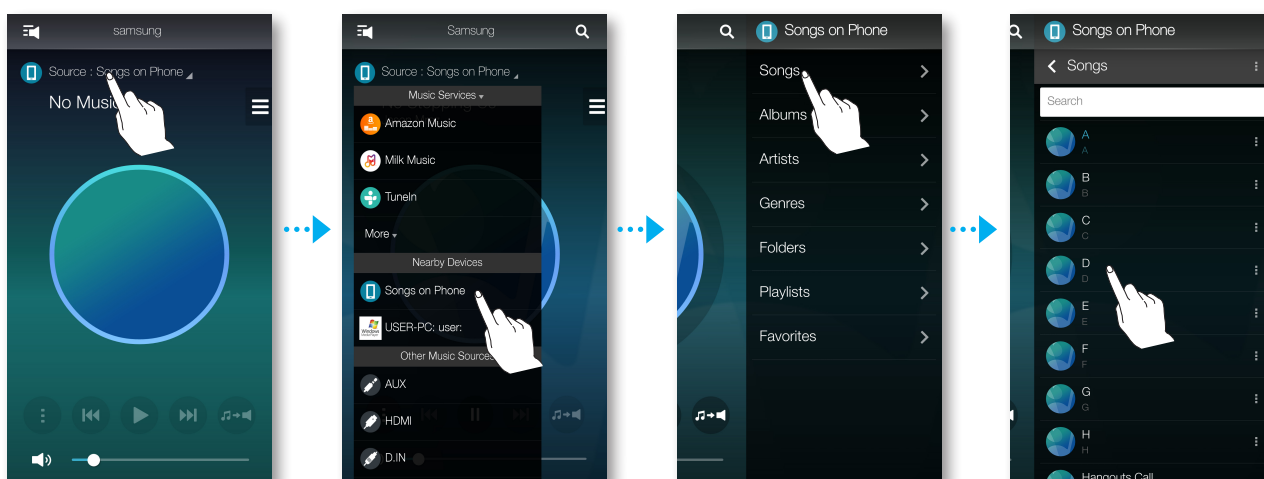 samsung
Source : Songs on Phone
No Music
Samsung
Source : Songs on Phone
Music Services
Amazon Music
Milk Music
TuneIn
More
Nearby Devices
Songs on Phone
USER-PC: user:
Other Music Sources
AUX
HDMI
D.IN
Songs on Phone
Songs
Albums
Artists
Genres
Folders
Playlists
Favorites
Songs on Phone
Songs
Search
A
A
B
B
C
C
D
D
E
E
F
F
G
G
H
H
Hangouts Call